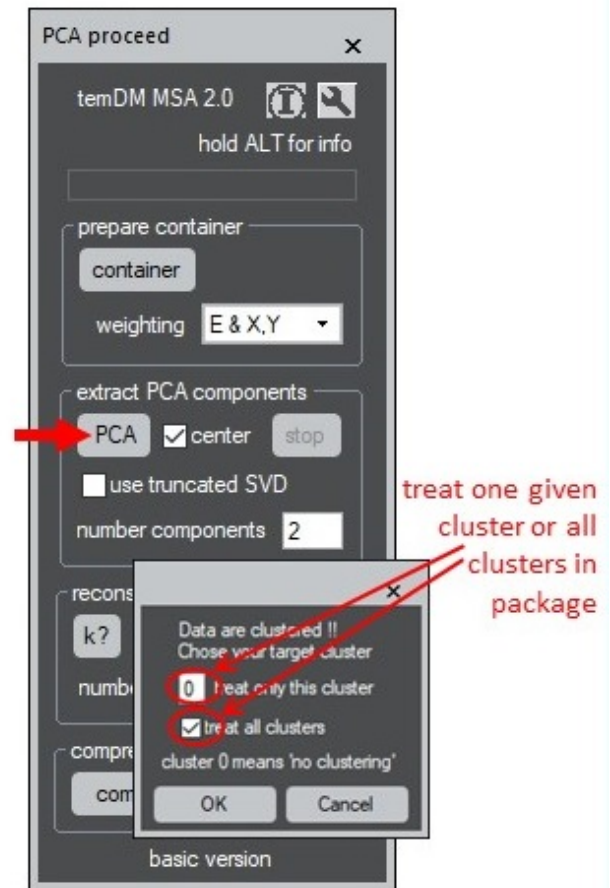 PCA proceed
temDM MSA 2.0
hold ALT for info
prepare container
container
weighting E & X,Y
extract PCA components
PCA center stop
use truncated SVD
number components 2
treat one given
cluster or all
clusters in
package
recons
k?
numbe
compre
com
Data are clustered !!
Chose your target cluster
0 treat only this cluster
treat all clusters
cluster 0 means 'no clustering'
OK Cancel
basic version